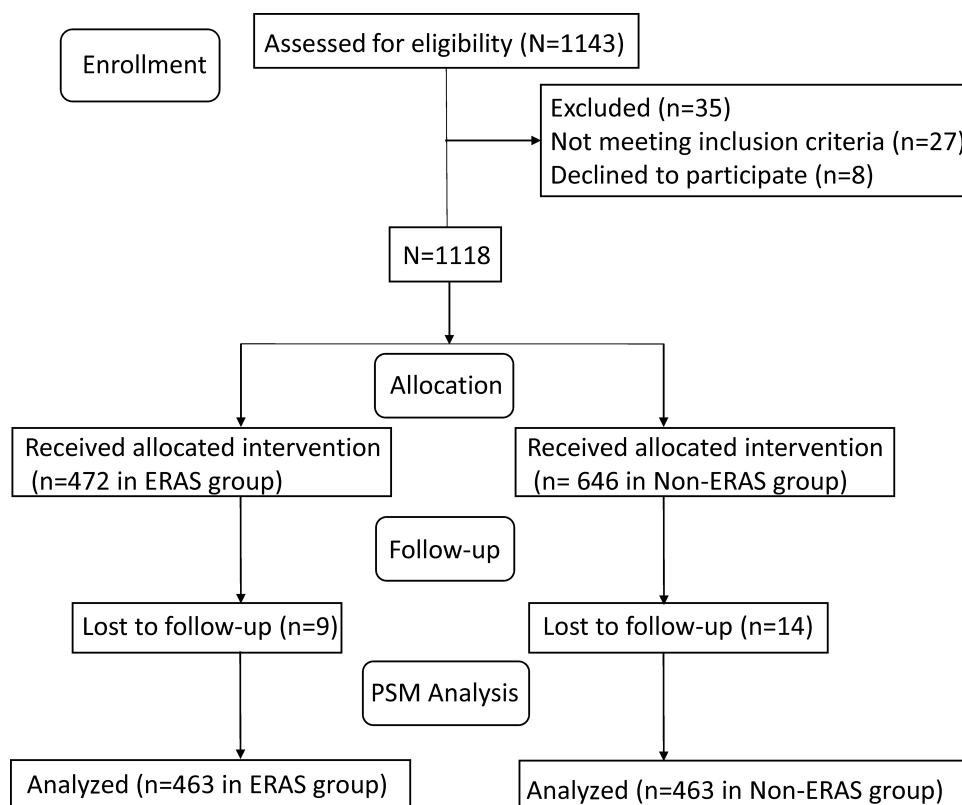 Assessed for eligibility (N=1143)
Enrollment
Excluded (n=35)
Not meeting inclusion criteria (n=27)
Declined to participate (n=8)
N=1118
Allocation
Received allocated intervention
(n=472 in ERAS group)
Received allocated intervention
(n= 646 in Non-ERAS group)
Follow-up
Lost to follow-up (n=9)
Lost to follow-up (n=14)
PSM Analysis
Analyzed (n=463 in ERAS group)
Analyzed (n=463 in Non-ERAS group)